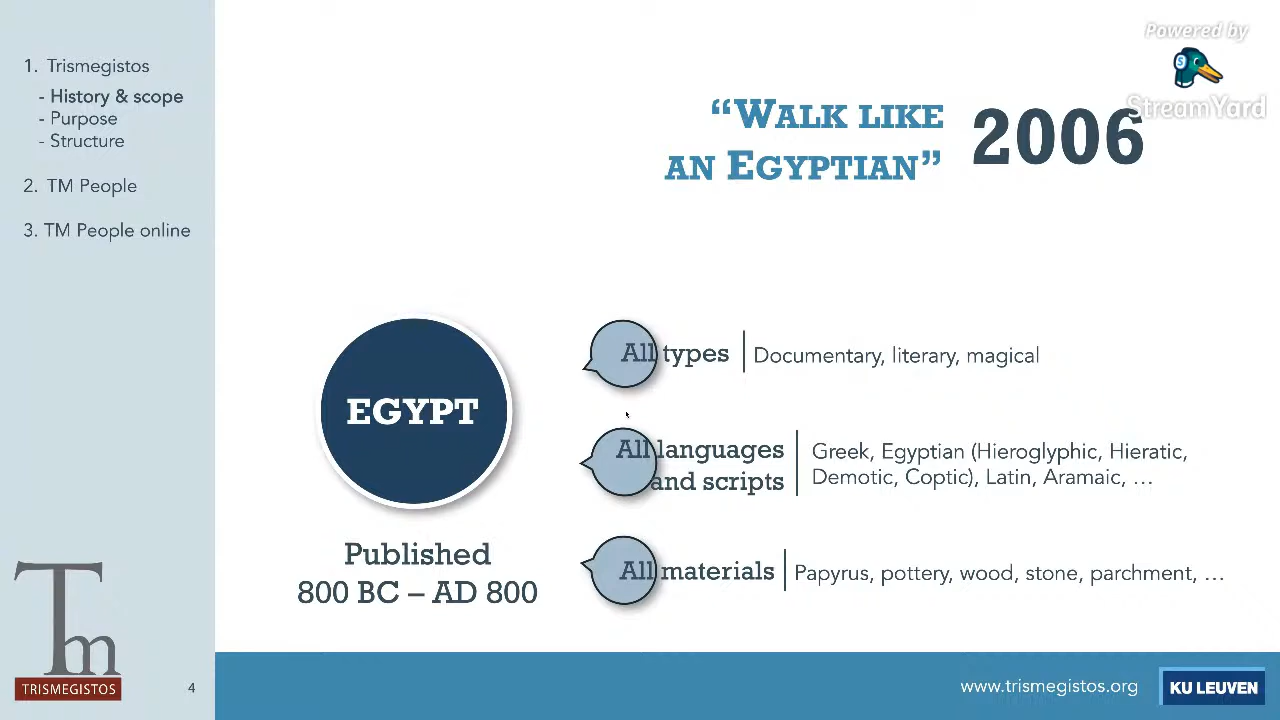 1. Trismegistos
- History & scope
- Purpose
- Structure
2. TM People
3. TM People online
Powered by
S
StreamYard
“WALK LIKE
AN EGYPTIAN”
2006
EGYPT
Published
800 BC – AD 800
All types
Documentary, literary, magical
All languages
and scripts
Greek, Egyptian (Hieroglyphic, Hieratic,
Demotic, Coptic), Latin, Aramaic, …
All materials
Papyrus, pottery, wood, stone, parchment, …
Tm
TRISMEGISTOS
4
www.trismegistos.org
KU LEUVEN